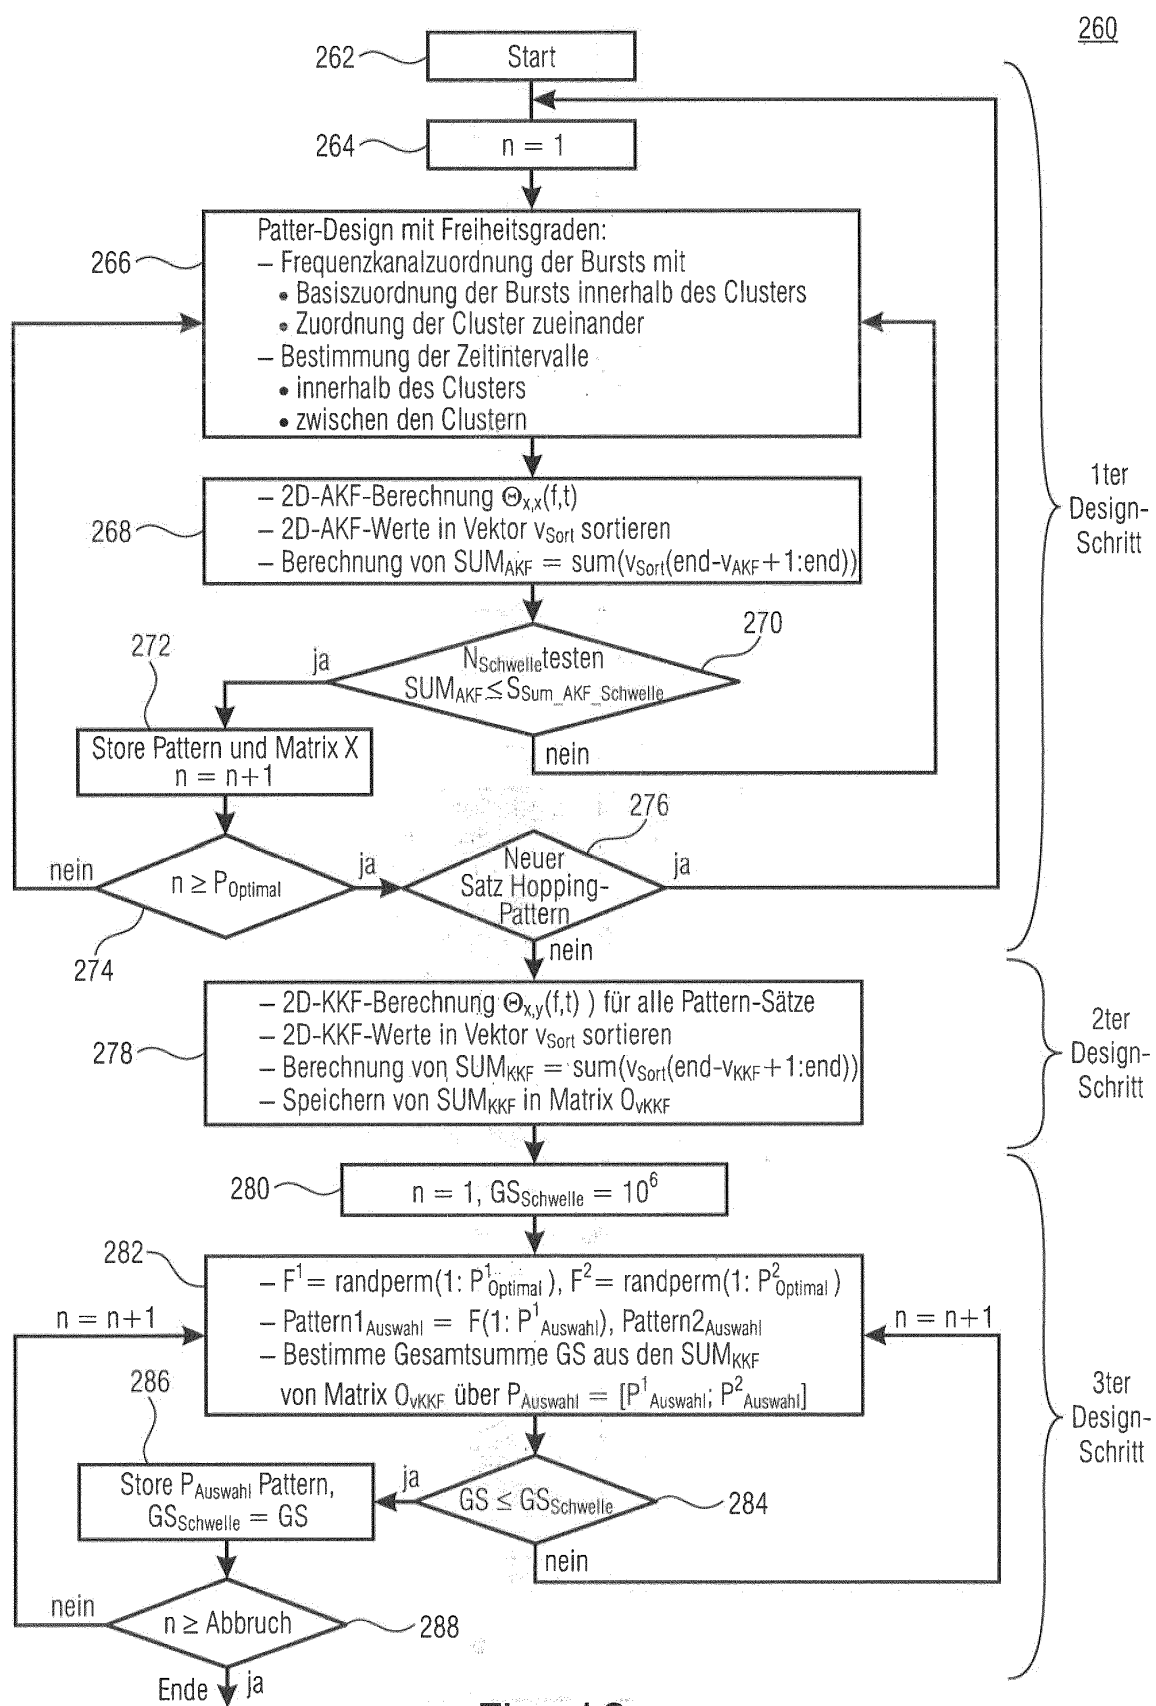 260
262
Start
264
n = 1
266
Patter-Design mit Freiheitsgraden:
– Frequenzkanalzuordnung der Bursts mit
• Basiszuordnung der Bursts innerhalb des Clusters
• Zuordnung der Cluster zueinander
– Bestimmung der Zeitintervalle
• innerhalb des Clusters
• zwischen den Clustern
1ter
Design-
Schritt
268
– 2D-AKF-Berechnung Θx,x(f,t)
– 2D-AKF-Werte in Vektor vSort sortieren
– Berechnung von SUMAKF = sum(vSort(end-vAKF+1:end))
270
272
ja
NSchwelle testen
SUMAKF ≤ SSum_AKF_Schwelle
nein
Store Pattern und Matrix X
n = n+1
276
nein
n ≥ POptimal
ja
Neuer
Satz Hopping-
Pattern
ja
274
nein
278
– 2D-KKF-Berechnung Θx,y(f,t) ) für alle Pattern-Sätze
– 2D-KKF-Werte in Vektor vSort sortieren
– Berechnung von SUMKKF = sum(vSort(end-vKKF+1:end))
– Speichern von SUMKKF in Matrix OvKKF
2ter
Design-
Schritt
280
n = 1, GSSchwelle = 10⁶
282
– F¹ = randperm(1: P¹Optimal), F² = randperm(1: P²Optimal)
– Pattern1Auswahl = F(1: P¹Auswahl), Pattern2Auswahl
– Bestimme Gesamtsumme GS aus den SUMKKF
von Matrix OvKKF über PAuswahl = [P¹Auswahl; P²Auswahl]
n = n+1
n = n+1
3ter
Design-
Schritt
286
Store PAuswahl Pattern,
GSSchwelle = GS
ja
GS ≤ GSSchwelle
284
nein
nein
n ≥ Abbruch
288
Ende
ja